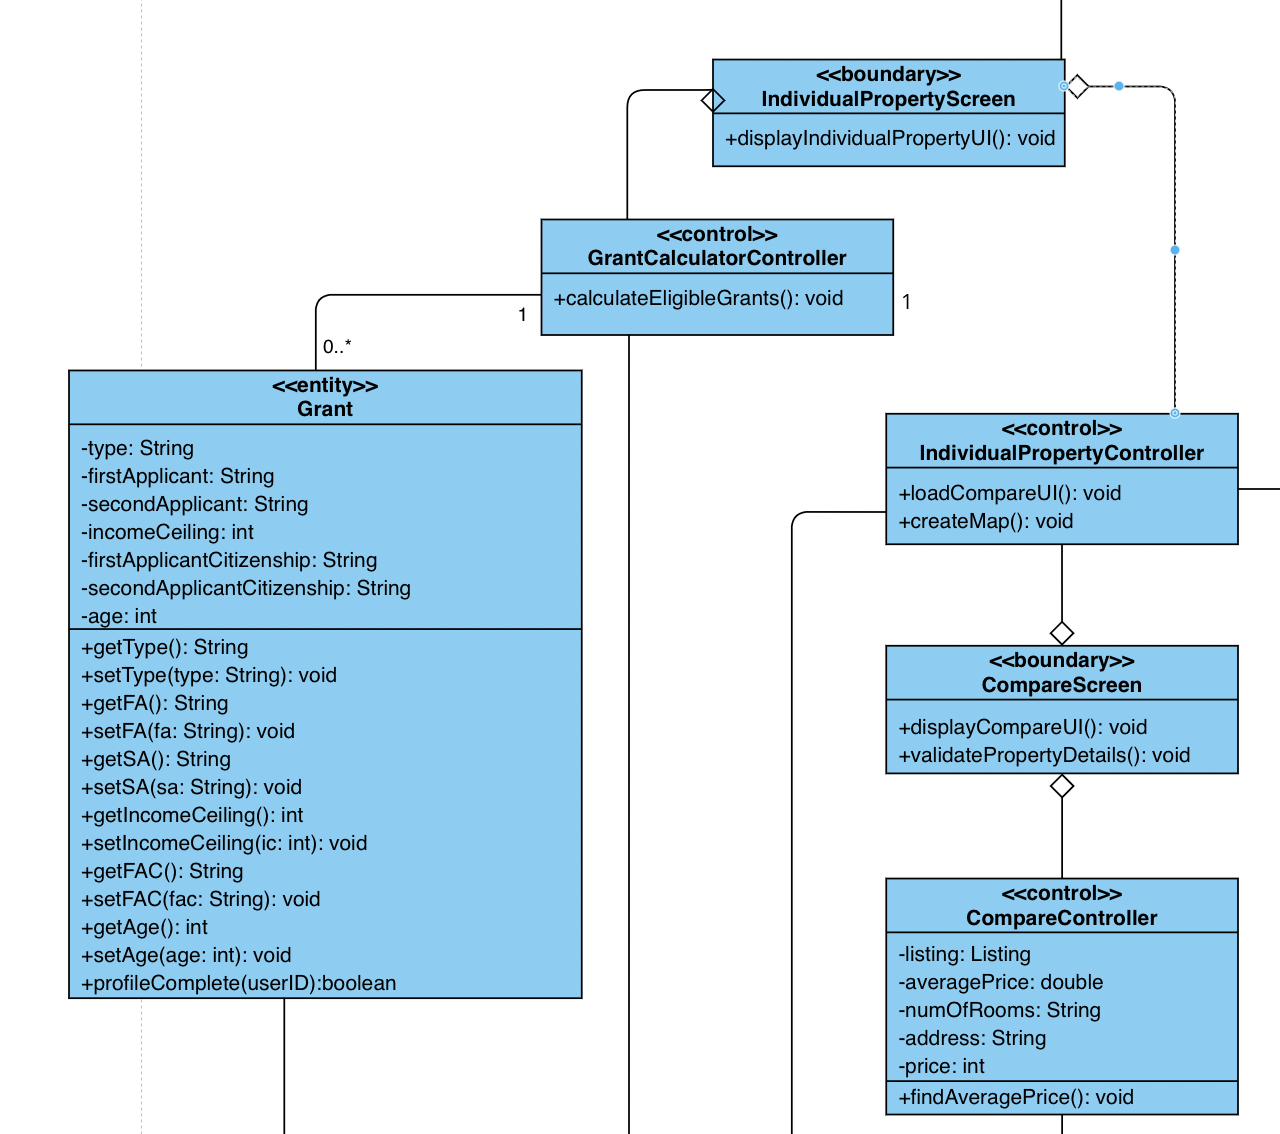 <<boundary>>
IndividualPropertyScreen
+displayIndividualPropertyUI(): void
<<control>>
GrantCalculatorController
+calculateEligibleGrants(): void
1
1
0..*
<<entity>>
Grant
-type: String
-firstApplicant: String
-secondApplicant: String
-incomeCeiling: int
-firstApplicantCitizenship: String
-secondApplicantCitizenship: String
-age: int
+getType(): String
+setType(type: String): void
+getFA(): String
+setFA(fa: String): void
+getSA(): String
+setSA(sa: String): void
+getIncomeCeiling(): int
+setIncomeCeiling(ic: int): void
+getFAC(): String
+setFAC(fac: String): void
+getAge(): int
+setAge(age: int): void
+profileComplete(userID):boolean
<<control>>
IndividualPropertyController
+loadCompareUI(): void
+createMap(): void
<<boundary>>
CompareScreen
+displayCompareUI(): void
+validatePropertyDetails(): void
<<control>>
CompareController
-listing: Listing
-averagePrice: double
-numOfRooms: String
-address: String
-price: int
+findAveragePrice(): void